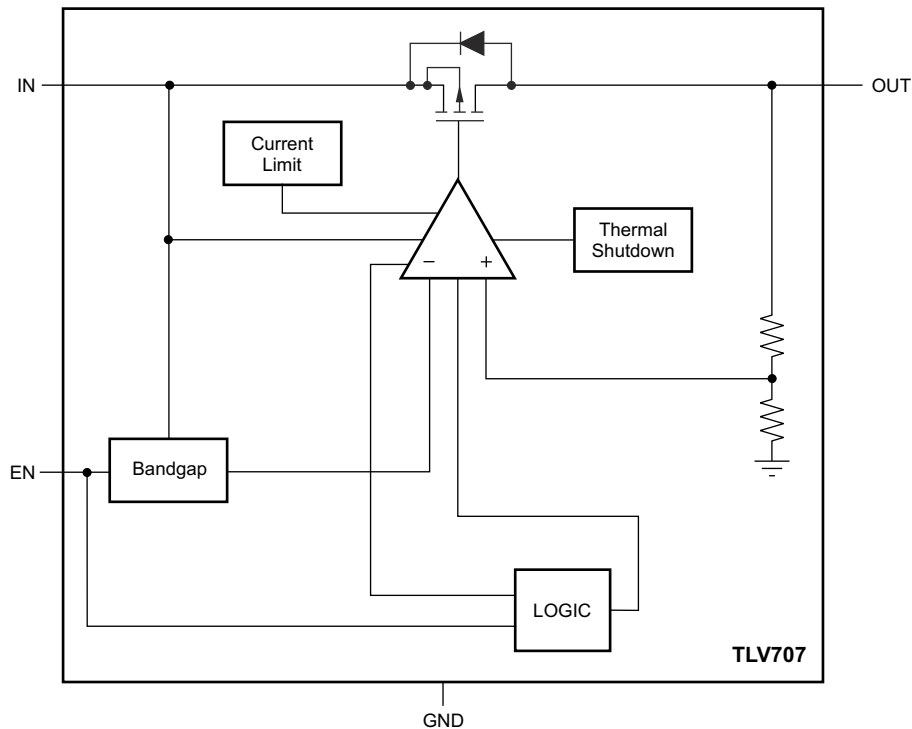 IN
OUT
Current
Limit
Thermal
Shutdown
−
+
EN
Bandgap
LOGIC
TLV707
GND